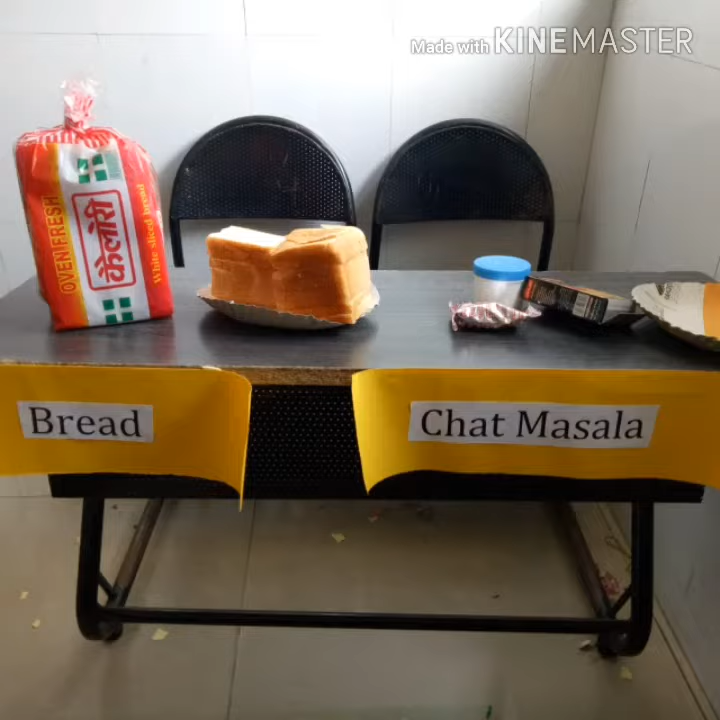 Made with KINEMASTER
OVEN FRESH
केलोरी
White sliced bread
Bread
Chat Masala